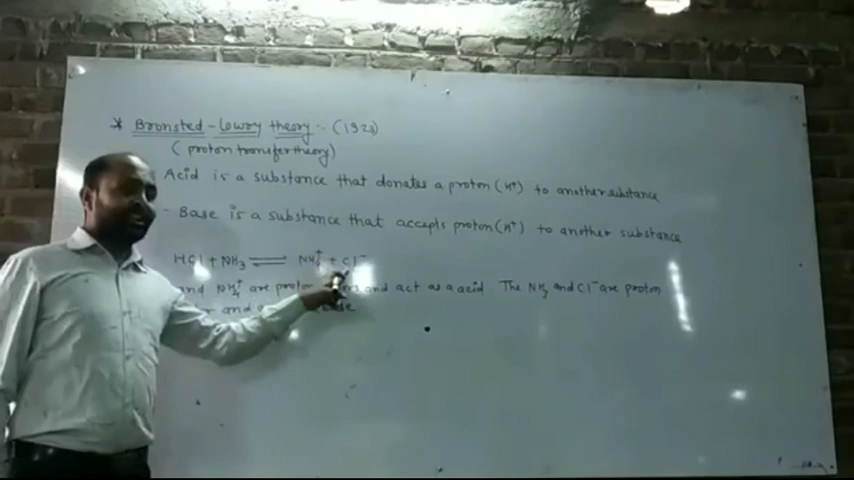 * Bronsted-lowry theory:- (1923)
(proton transfer theory)
Acid is a substance that donates a proton (H⁺) to another substance
- Base is a substance that accepts proton (H⁺) to another substance
HCl + NH₃ ⇌ NH₄⁺ + Cl⁻
and NH₄⁺ are and act as a acid The NH₃ and Cl⁻ are proton
and